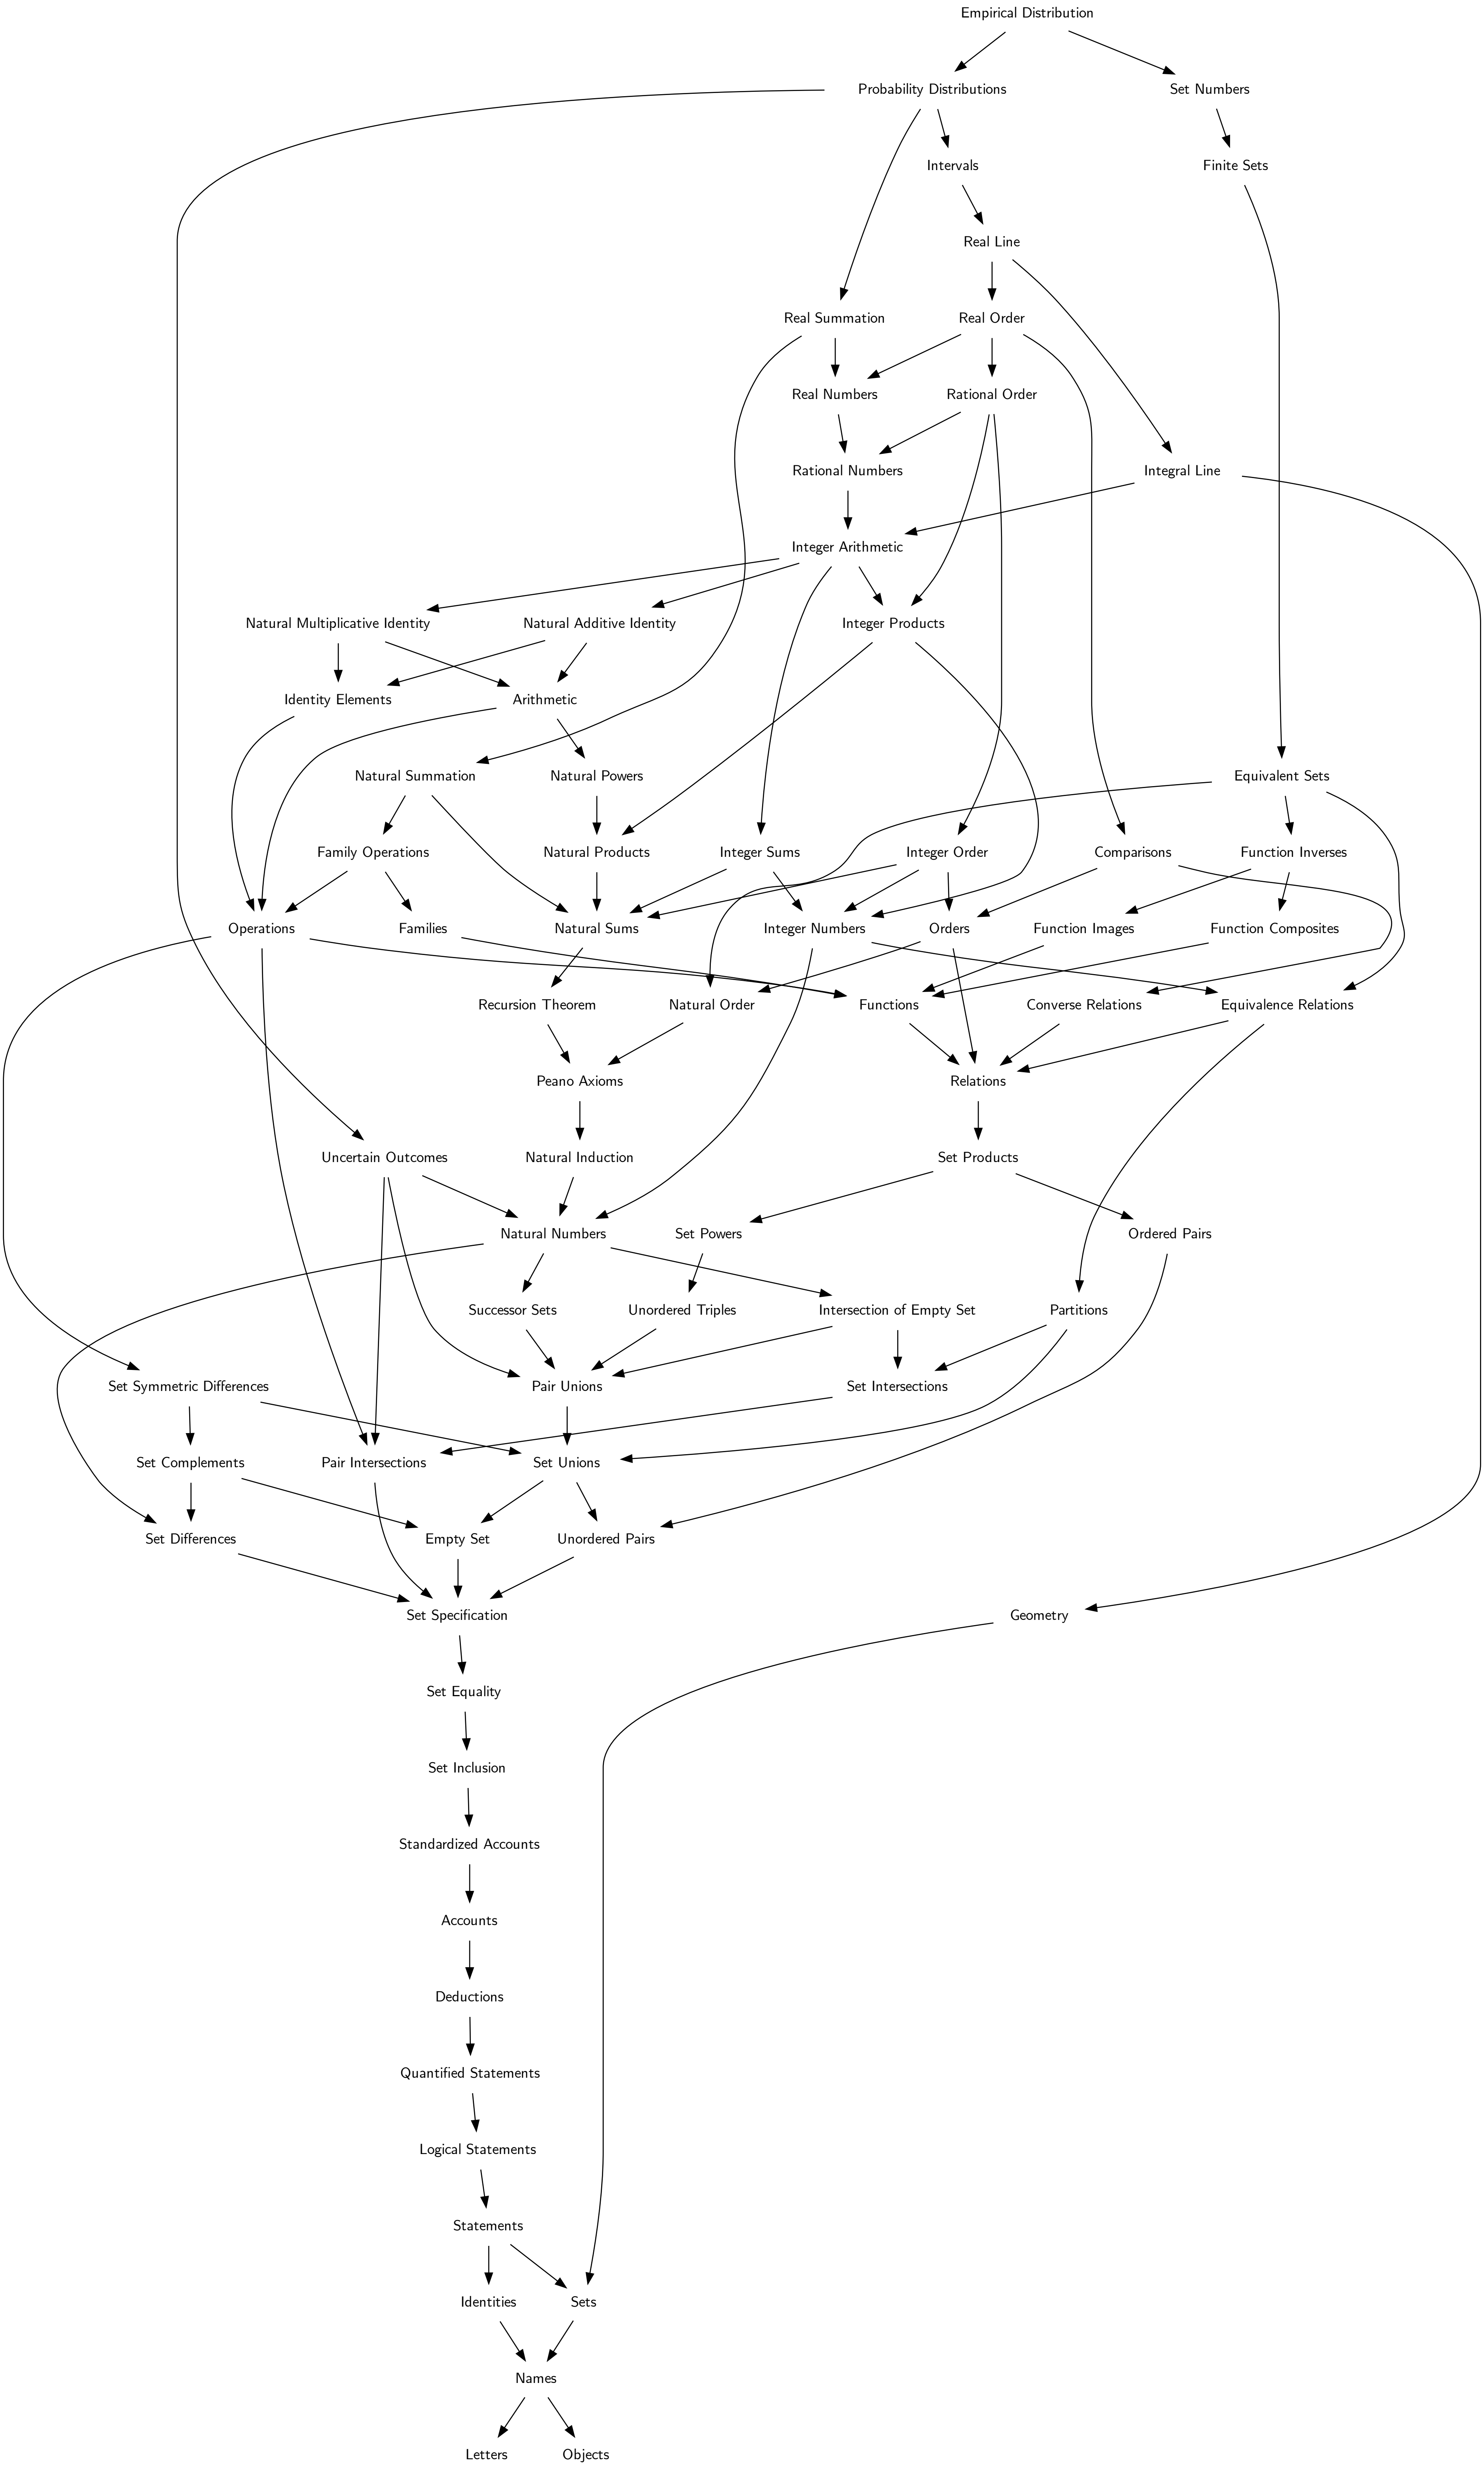 Empirical Distribution
Probability Distributions
Set Numbers
Intervals
Finite Sets
Real Line
Real Summation
Real Order
Real Numbers
Rational Order
Rational Numbers
Integral Line
Integer Arithmetic
Natural Multiplicative Identity
Natural Additive Identity
Integer Products
Identity Elements
Arithmetic
Natural Summation
Natural Powers
Equivalent Sets
Family Operations
Natural Products
Integer Sums
Integer Order
Comparisons
Function Inverses
Operations
Families
Natural Sums
Integer Numbers
Orders
Function Images
Function Composites
Recursion Theorem
Natural Order
Functions
Converse Relations
Equivalence Relations
Peano Axioms
Relations
Uncertain Outcomes
Natural Induction
Set Products
Natural Numbers
Set Powers
Ordered Pairs
Successor Sets
Unordered Triples
Intersection of Empty Set
Partitions
Set Symmetric Differences
Pair Unions
Set Intersections
Set Complements
Pair Intersections
Set Unions
Set Differences
Empty Set
Unordered Pairs
Set Specification
Geometry
Set Equality
Set Inclusion
Standardized Accounts
Accounts
Deductions
Quantified Statements
Logical Statements
Statements
Identities
Sets
Names
Letters
Objects